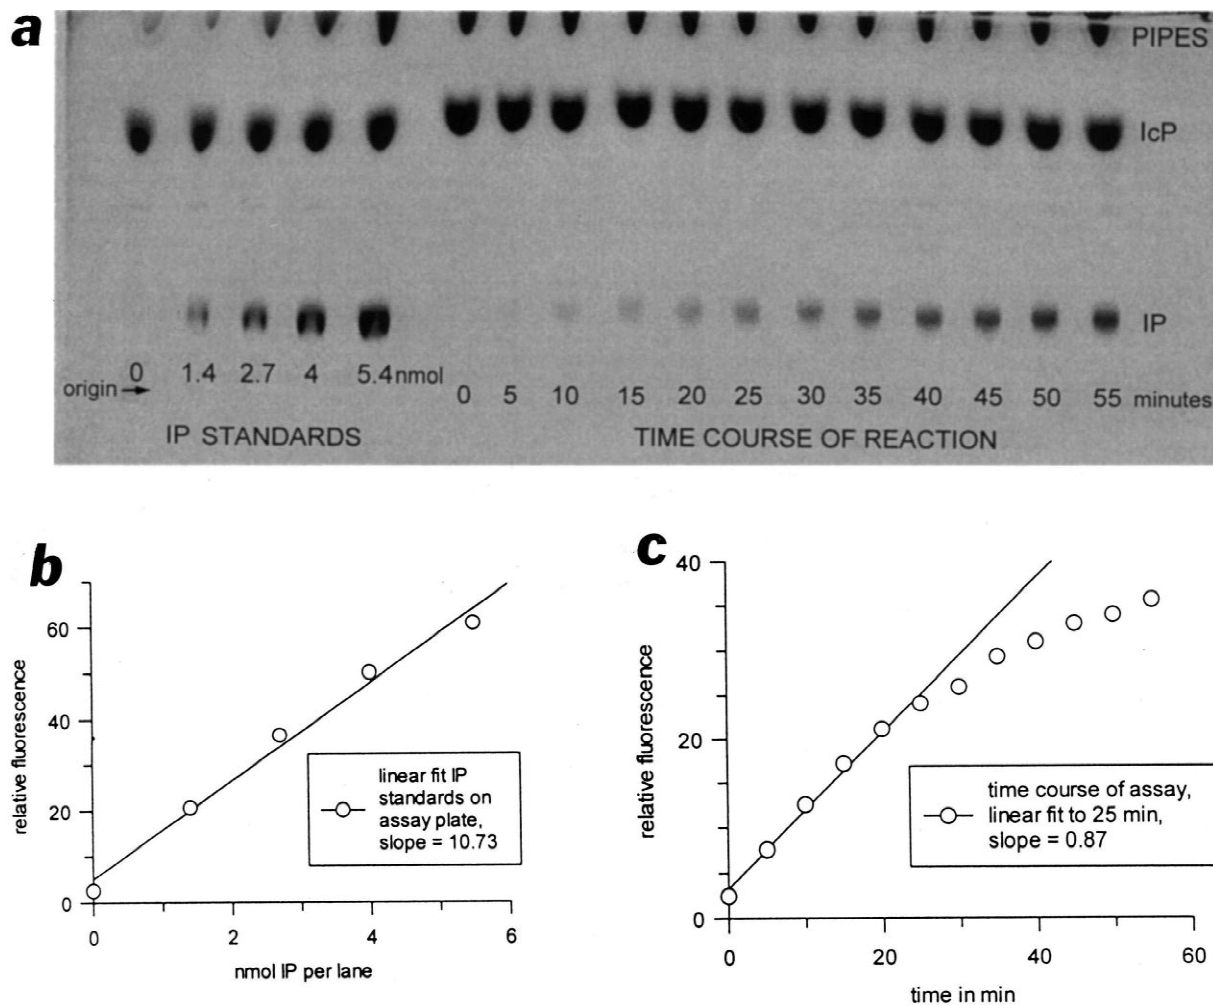 a
PIPES
IcP
IP
0 1.4 2.7 4 5.4 nmol
origin
0 5 10 15 20 25 30 35 40 45 50 55 minutes
IP STANDARDS
TIME COURSE OF REACTION
b
relative fluorescence
60
40
20
0
0 2 4 6
nmol IP per lane
linear fit IP
standards on
assay plate,
slope = 10.73
c
relative fluorescence
40
20
0
0 20 40 60
time in min
time course of assay,
linear fit to 25 min,
slope = 0.87